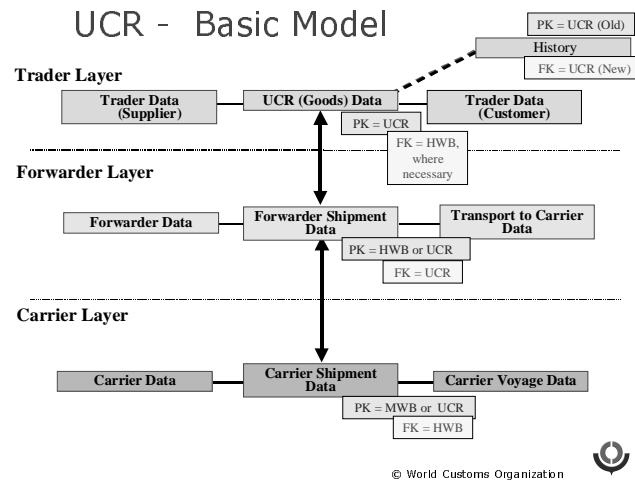 UCR - Basic Model
PK = UCR (Old)
History
FK = UCR (New)
Trader Layer
Trader Data
(Supplier)
UCR (Goods) Data
Trader Data
(Customer)
PK = UCR
FK = HWB,
where
necessary
Forwarder Layer
Forwarder Data
Forwarder Shipment
Data
Transport to Carrier
Data
PK = HWB or UCR
FK = UCR
Carrier Layer
Carrier Data
Carrier Shipment
Data
Carrier Voyage Data
PK = MWB or UCR
FK = HWB
© World Customs Organization